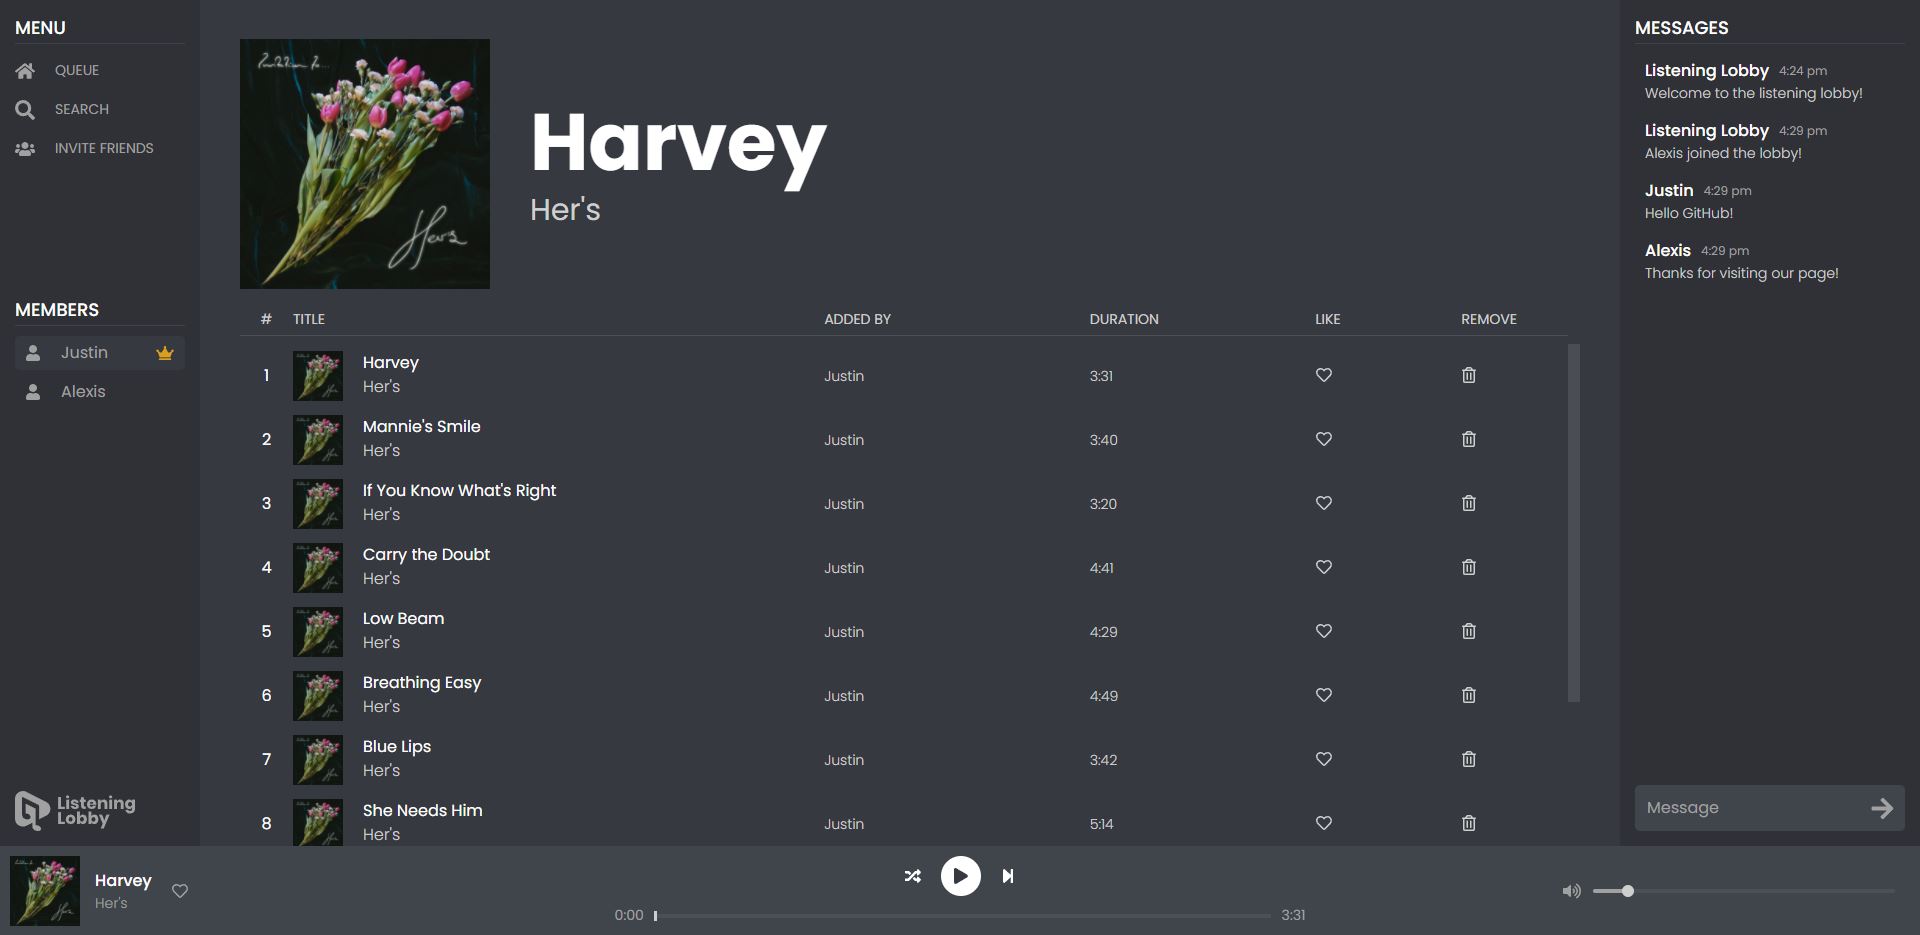 MENU
QUEUE
SEARCH
INVITE FRIENDS
MEMBERS
Justin
Alexis
Listening
Lobby
Hers
Harvey
Her's
# TITLE ADDED BY DURATION LIKE REMOVE
1 Harvey Justin 3:31
Her's
2 Mannie's Smile Justin 3:40
Her's
3 If You Know What's Right Justin 3:20
Her's
4 Carry the Doubt Justin 4:41
Her's
5 Low Beam Justin 4:29
Her's
6 Breathing Easy Justin 4:49
Her's
7 Blue Lips Justin 3:42
Her's
8 She Needs Him Justin 5:14
Her's
MESSAGES
Listening Lobby 4:24 pm
Welcome to the listening lobby!
Listening Lobby 4:29 pm
Alexis joined the lobby!
Justin 4:29 pm
Hello GitHub!
Alexis 4:29 pm
Thanks for visiting our page!
Message
Harvey
Her's
0:00 3:31